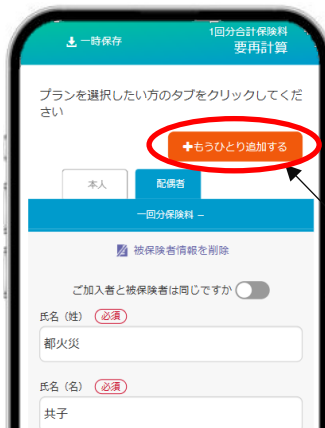 一時保存
1回分合計保険料
要再計算
プランを選択したい方のタブをクリックしてくだ
さい
+もうひとり追加する
本人 配偶者
一回分保険料 –
被保険者情報を削除
ご加入者と被保険者は同じですか
氏名（姓） 必須
都火災
氏名（名） 必須
共子